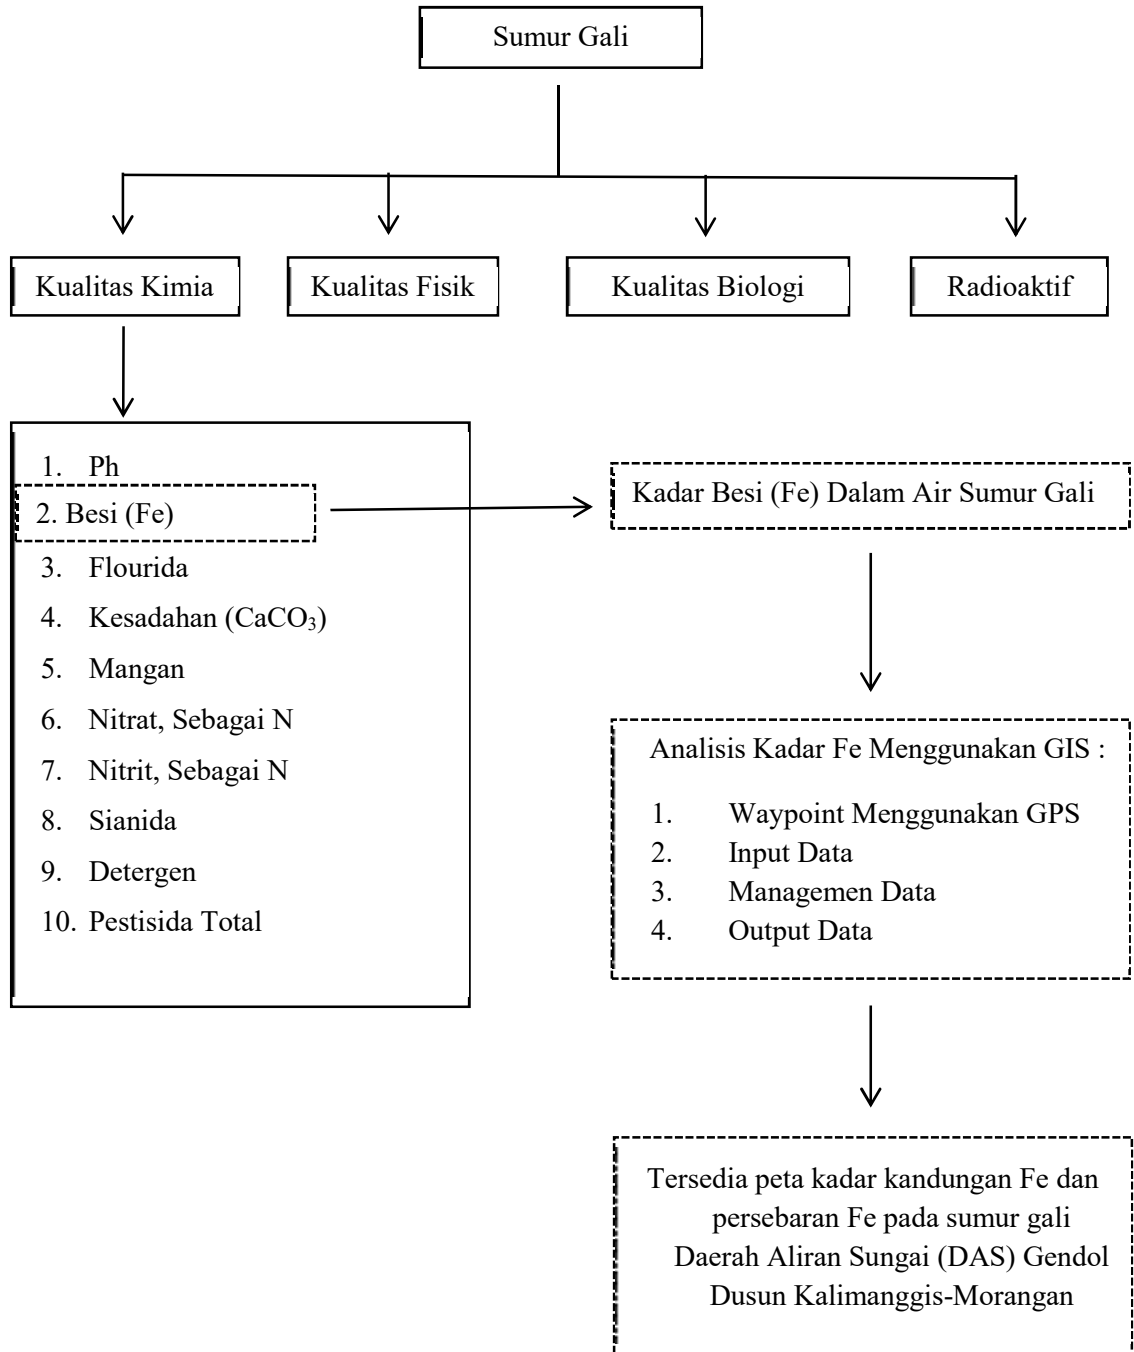 Sumur Gali
Kualitas Kimia
Kualitas Fisik
Kualitas Biologi
Radioaktif
1. Ph
2. Besi (Fe)
3. Flourida
4. Kesadahan (CaCO₃)
5. Mangan
6. Nitrat, Sebagai N
7. Nitrit, Sebagai N
8. Sianida
9. Detergen
10. Pestisida Total
Kadar Besi (Fe) Dalam Air Sumur Gali
Analisis Kadar Fe Menggunakan GIS :
1. Waypoint Menggunakan GPS
2. Input Data
3. Managemen Data
4. Output Data
Tersedia peta kadar kandungan Fe dan
persebaran Fe pada sumur gali
Daerah Aliran Sungai (DAS) Gendol
Dusun Kalimanggis-Morangan